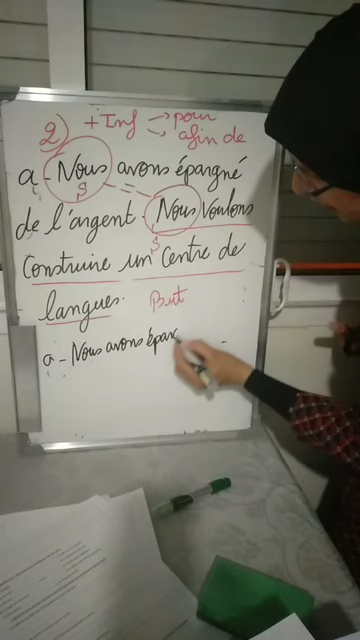 2) + Inf → pour
→ afin de
a - Nous avons épargné
S
de l'argent. Nous Voulons
S
Construire un Centre de
langues. But
a - Nous avons épar